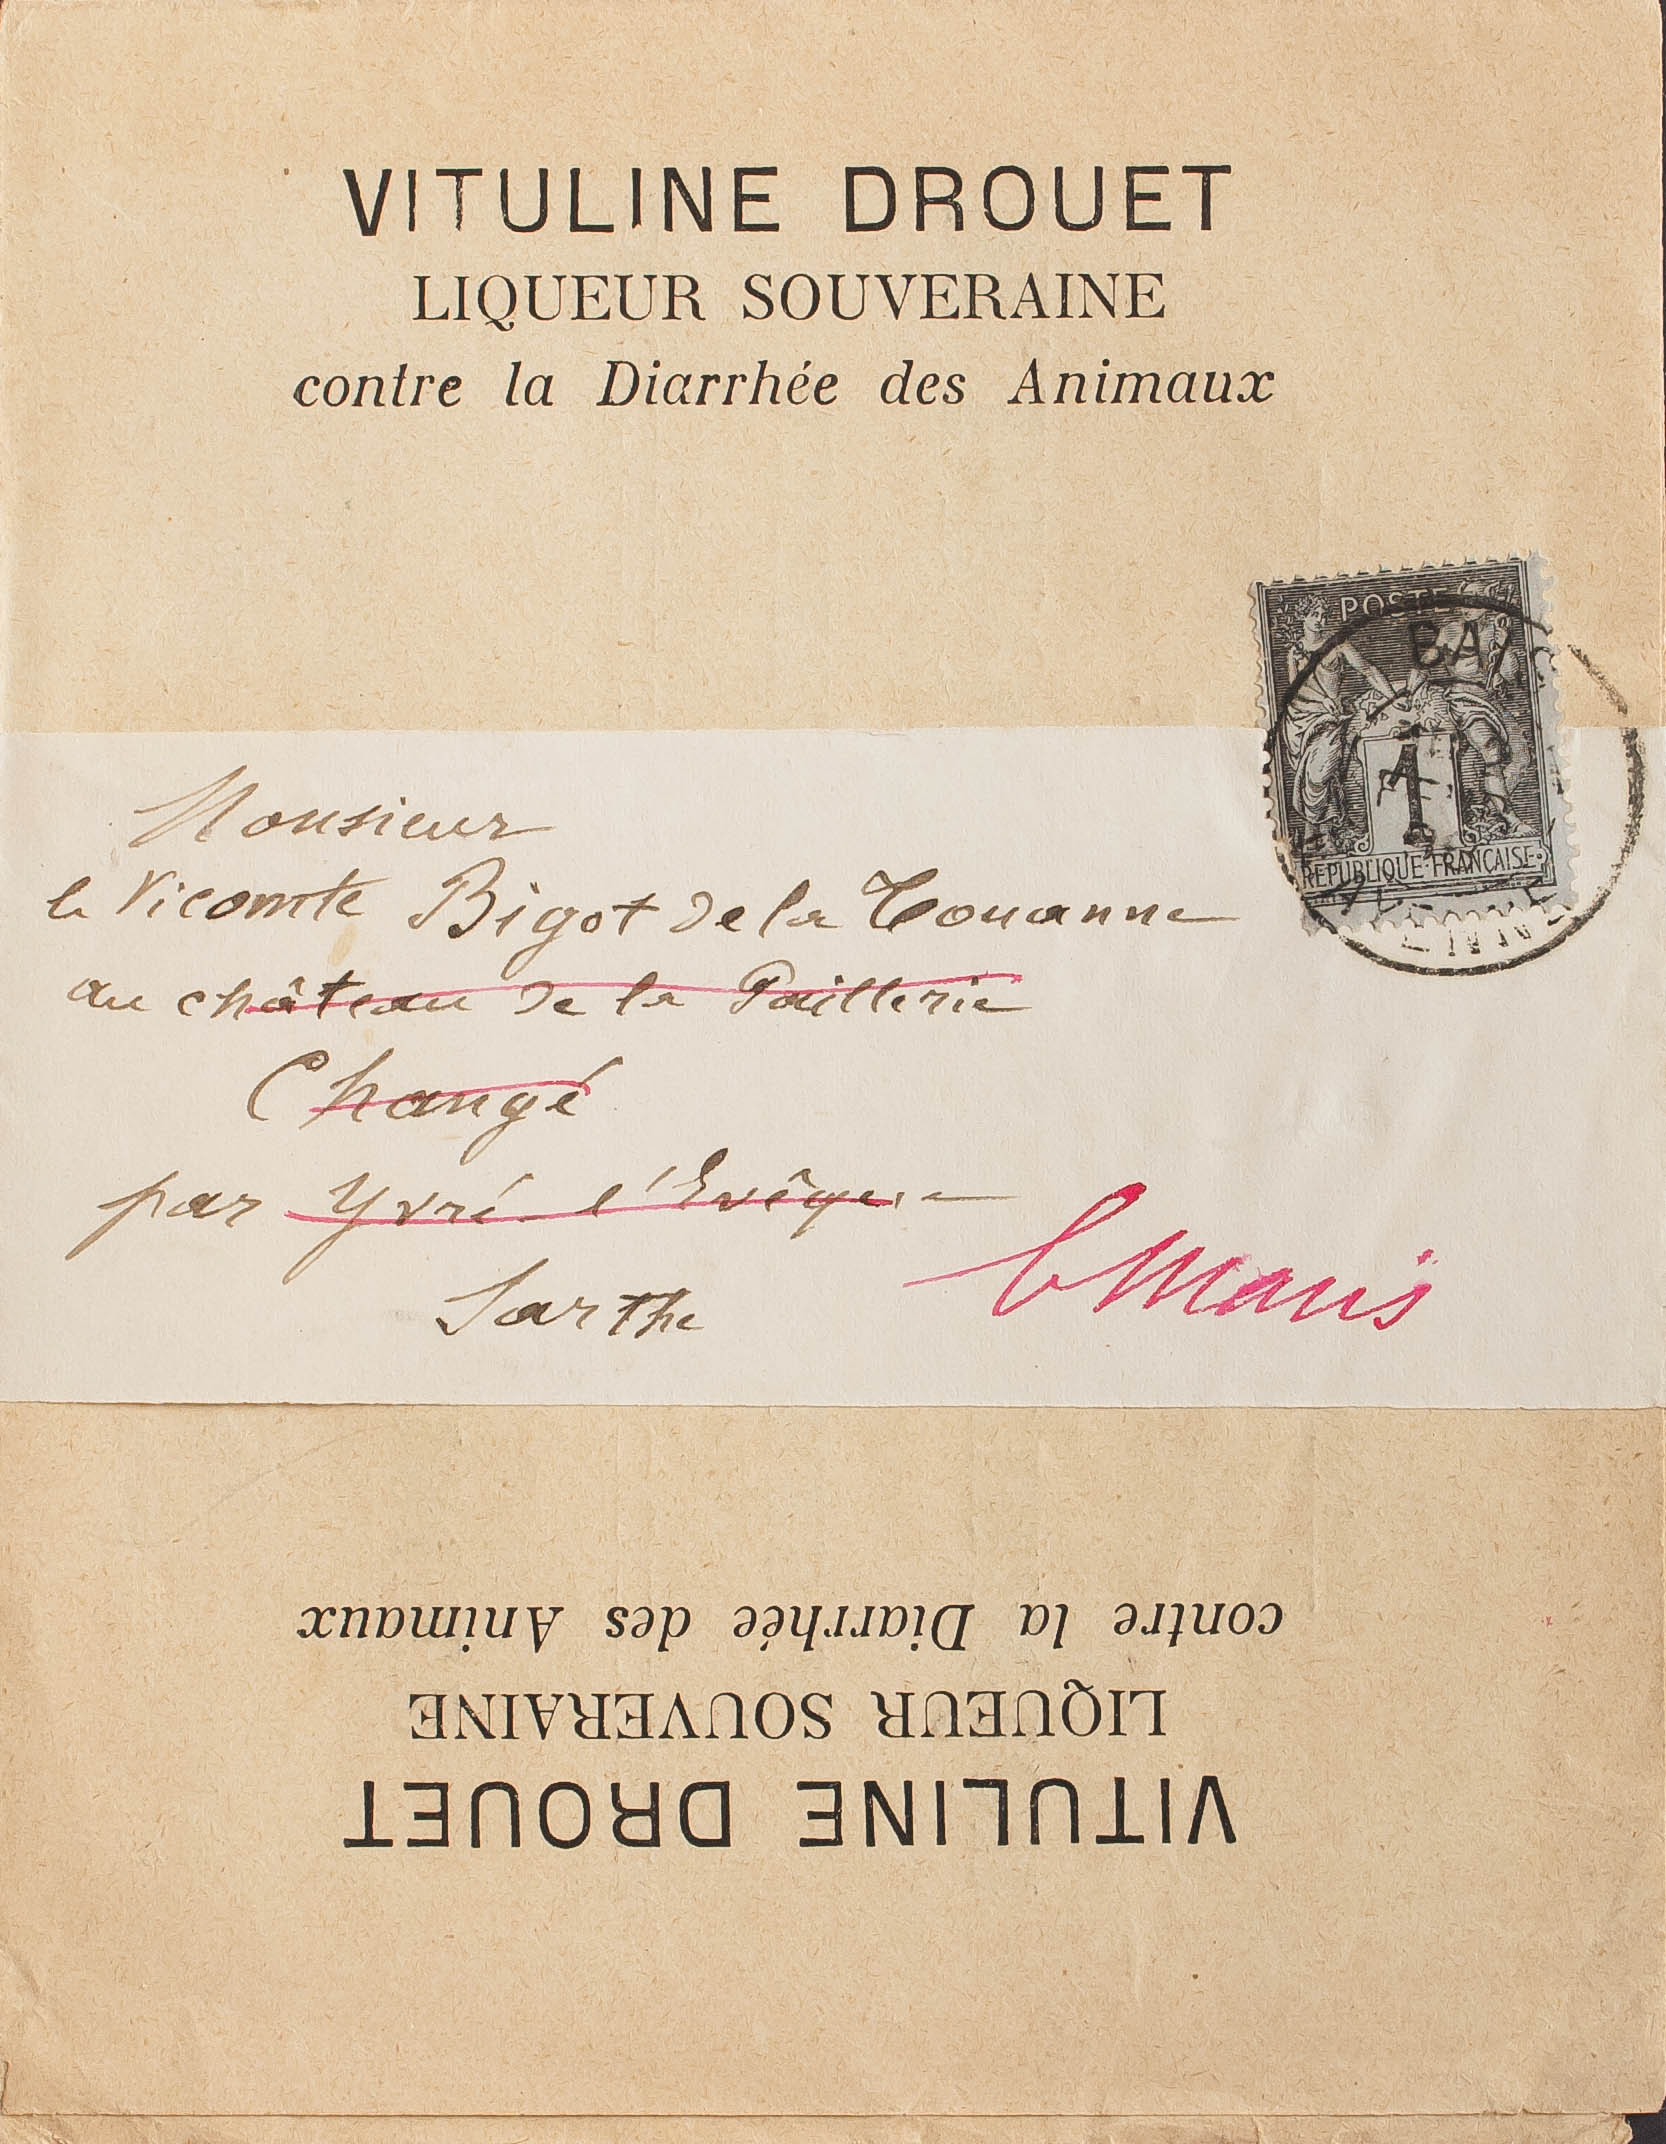 VITULINE DROUET
LIQUEUR SOUVERAINE
contre la Diarrhée des Animaux
POSTE
BAY
1
REPUBLIQUE FRANÇAISE
Monsieur
le Vicomte Bigot de la Touanne
au château de la Paillerie
Changé
par Yvré l'Evêque
Sarthe
le Mans
contre la Diarrhée des Animaux
LIQUEUR SOUVERAINE
VITULINE DROUET